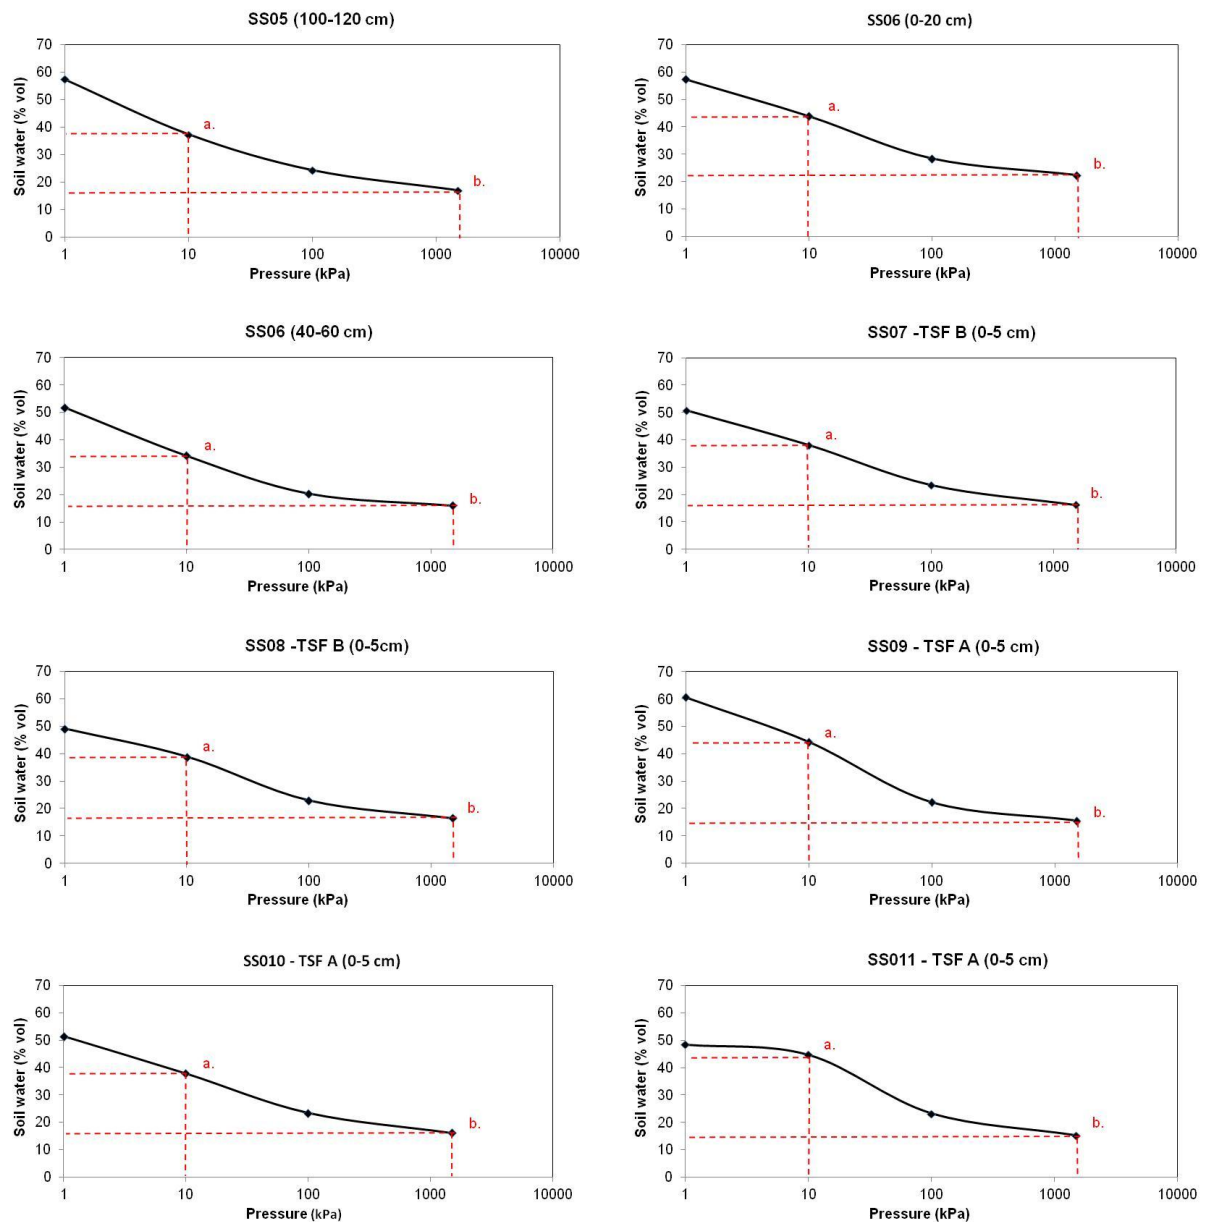 SS05 (100-120 cm)
70
60
50
40
30
20
10
0
Soil water (% vol)
a.
b.
1 10 100 1000 10000
Pressure (kPa)
SS06 (0-20 cm)
70
60
50
40
30
20
10
0
Soil water (% vol)
a.
b.
1 10 100 1000 10000
Pressure (kPa)
SS06 (40-60 cm)
70
60
50
40
30
20
10
0
Soil water (% vol)
a.
b.
1 10 100 1000 10000
Pressure (kPa)
SS07 -TSF B (0-5 cm)
70
60
50
40
30
20
10
0
Soil water (% vol)
a.
b.
1 10 100 1000 10000
Pressure (kPa)
SS08 -TSF B (0-5cm)
70
60
50
40
30
20
10
0
Soil water (% vol)
a.
b.
1 10 100 1000 10000
Pressure (kPa)
SS09 - TSF A (0-5 cm)
70
60
50
40
30
20
10
0
Soil water (% vol)
a.
b.
1 10 100 1000 10000
Pressure (kPa)
SS010 - TSF A (0-5 cm)
70
60
50
40
30
20
10
0
Soil water (% vol)
a.
b.
1 10 100 1000 10000
Pressure (kPa)
SS011 - TSF A (0-5 cm)
70
60
50
40
30
20
10
0
Soil water (% vol)
a.
b.
1 10 100 1000 10000
Pressure (kPa)